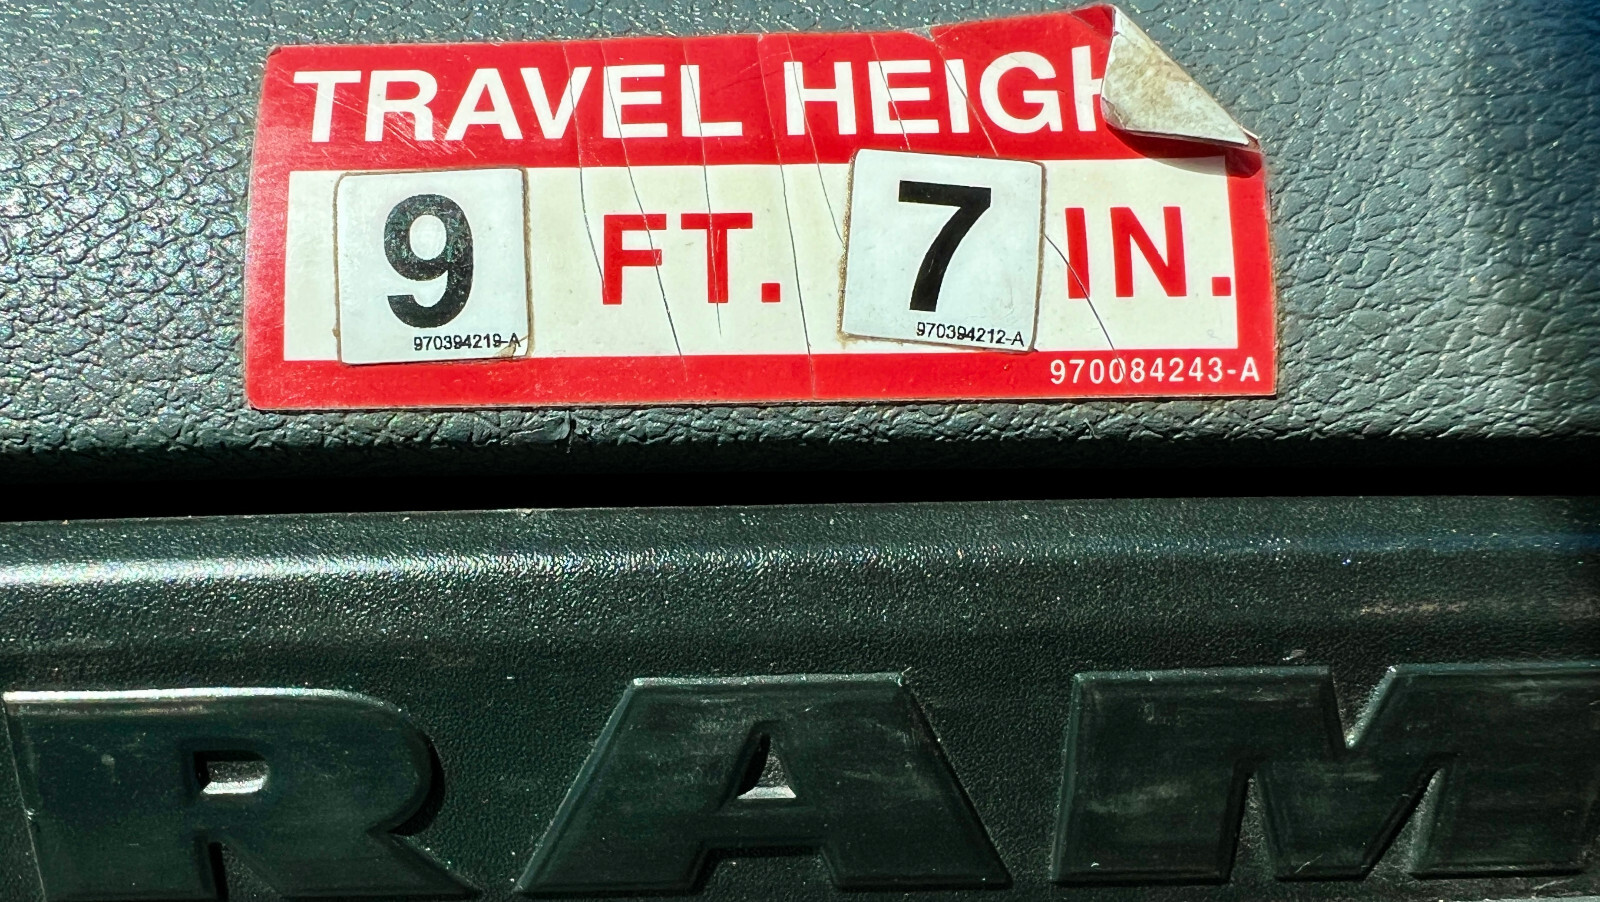 TRAVEL HEIGH
9 FT. 7 IN.
970394219-A 970394212-A
970084243-A
RAM